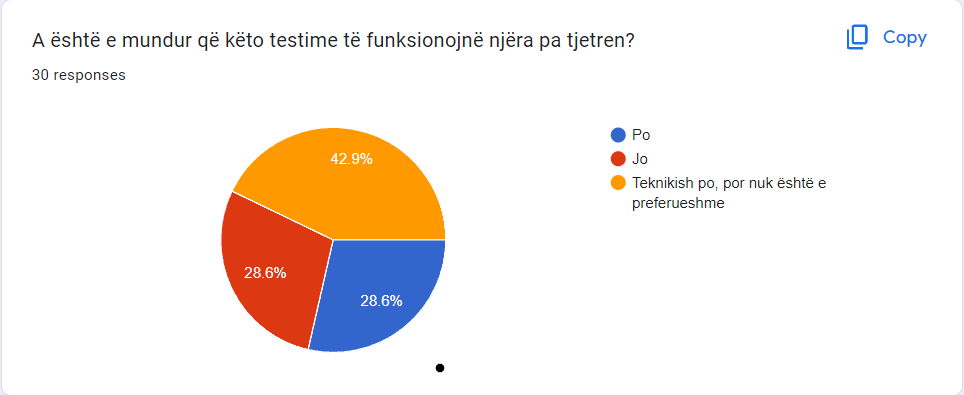 A është e mundur që këto testime të funksionojnë njëra pa tjetren?
Copy
30 responses
42.9%
28.6%
28.6%
Po
Jo
Teknikish po, por nuk është e
preferueshme